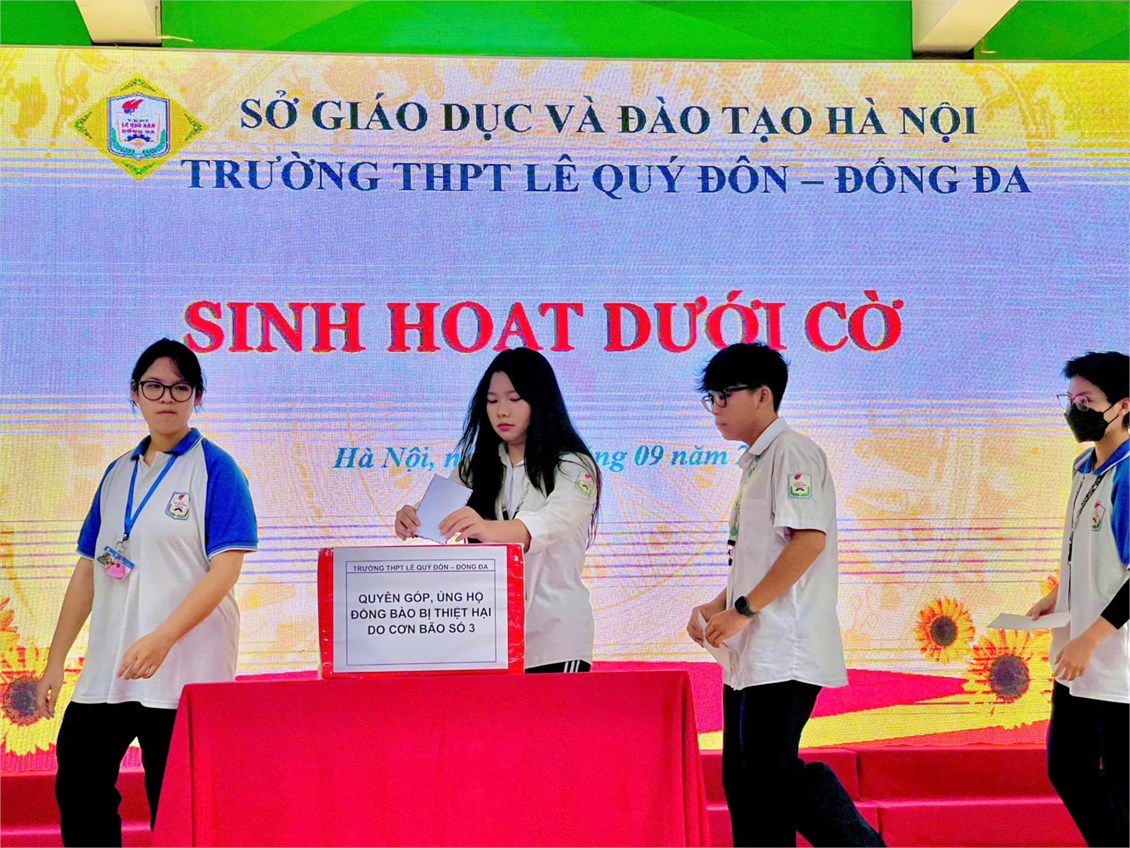 SỞ GIÁO DỤC VÀ ĐÀO TẠO HÀ NỘI
TRƯỜNG THPT LÊ QUÝ ĐÔN – ĐỐNG ĐA
SINH HOẠT DƯỚI CỜ
Hà Nội, 09 năm
TRƯỜNG THPT LÊ QUÝ ĐÔN – ĐỐNG ĐA
QUYÊN GÓP, ỦNG HỘ
ĐỒNG BÀO BỊ THIỆT HẠI
DO CƠN BÃO SỐ 3